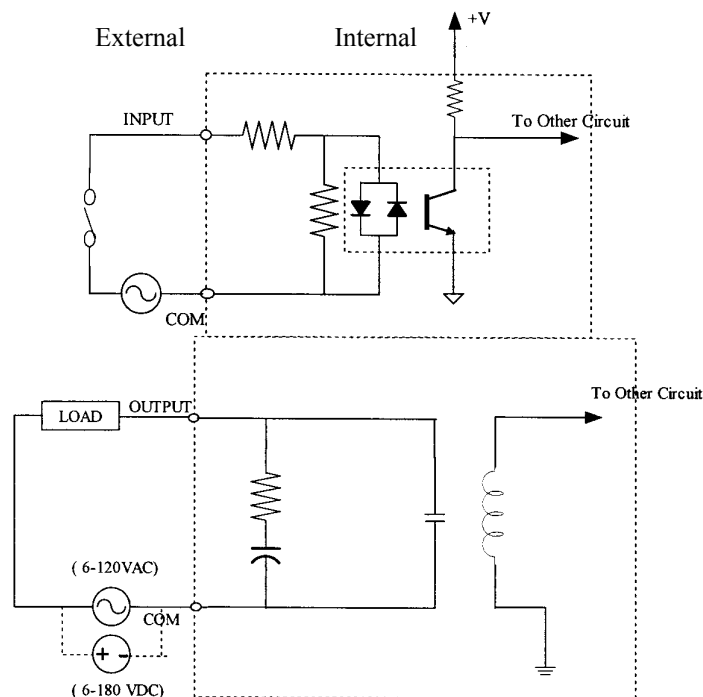 +V
External
Internal
INPUT
To Other Circuit
COM
To Other Circuit
LOAD
OUTPUT
( 6-120VAC)
COM
+ -
( 6-180 VDC)